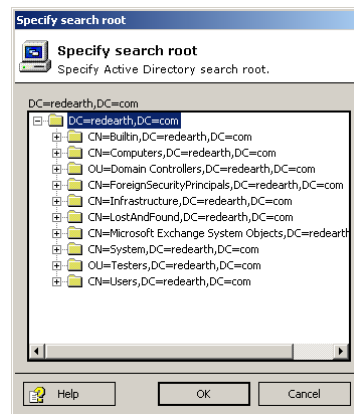 Specify search root
Specify search root
Specify Active Directory search root.
DC=redearth,DC=com
DC=redearth,DC=com
CN=Builtin,DC=redearth,DC=com
CN=Computers,DC=redearth,DC=com
OU=Domain Controllers,DC=redearth,DC=com
CN=ForeignSecurityPrincipals,DC=redearth,DC=com
CN=Infrastructure,DC=redearth,DC=com
CN=LostAndFound,DC=redearth,DC=com
CN=Microsoft Exchange System Objects,DC=redearth
CN=System,DC=redearth,DC=com
OU=Testers,DC=redearth,DC=com
CN=Users,DC=redearth,DC=com
Help OK Cancel